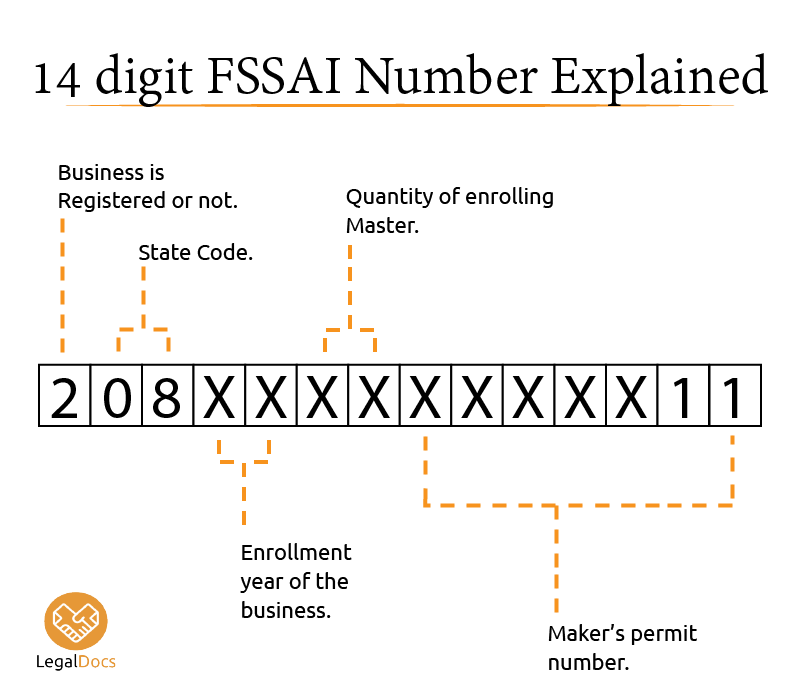 14 digit FSSAI Number Explained
Business is
Registered or not.
State Code.
Quantity of enrolling
Master.
2 0 8 X X X X X X X X X 1 1
Enrollment
year of the
business.
Maker's permit
number.
LegalDocs